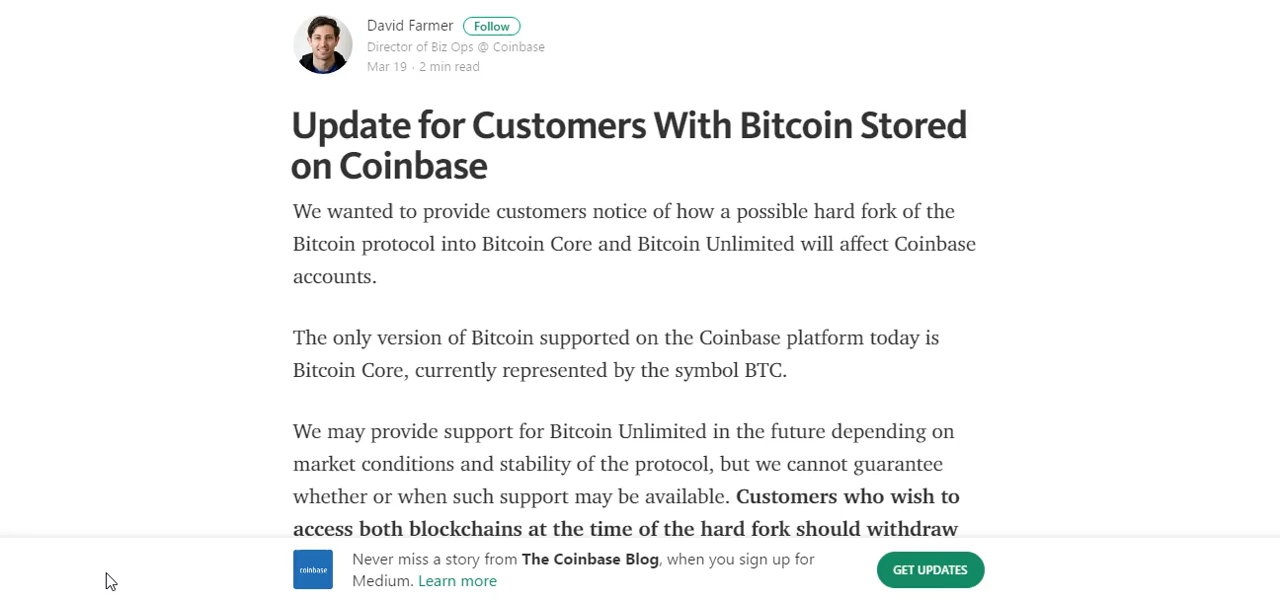 David Farmer Follow
Director of Biz Ops @ Coinbase
Mar 19 · 2 min read
Update for Customers With Bitcoin Stored
on Coinbase
We wanted to provide customers notice of how a possible hard fork of the
Bitcoin protocol into Bitcoin Core and Bitcoin Unlimited will affect Coinbase
accounts.
The only version of Bitcoin supported on the Coinbase platform today is
Bitcoin Core, currently represented by the symbol BTC.
We may provide support for Bitcoin Unlimited in the future depending on
market conditions and stability of the protocol, but we cannot guarantee
whether or when such support may be available. Customers who wish to
access both blockchains at the time of the hard fork should withdraw
coinbase
Never miss a story from The Coinbase Blog, when you sign up for
Medium. Learn more
GET UPDATES